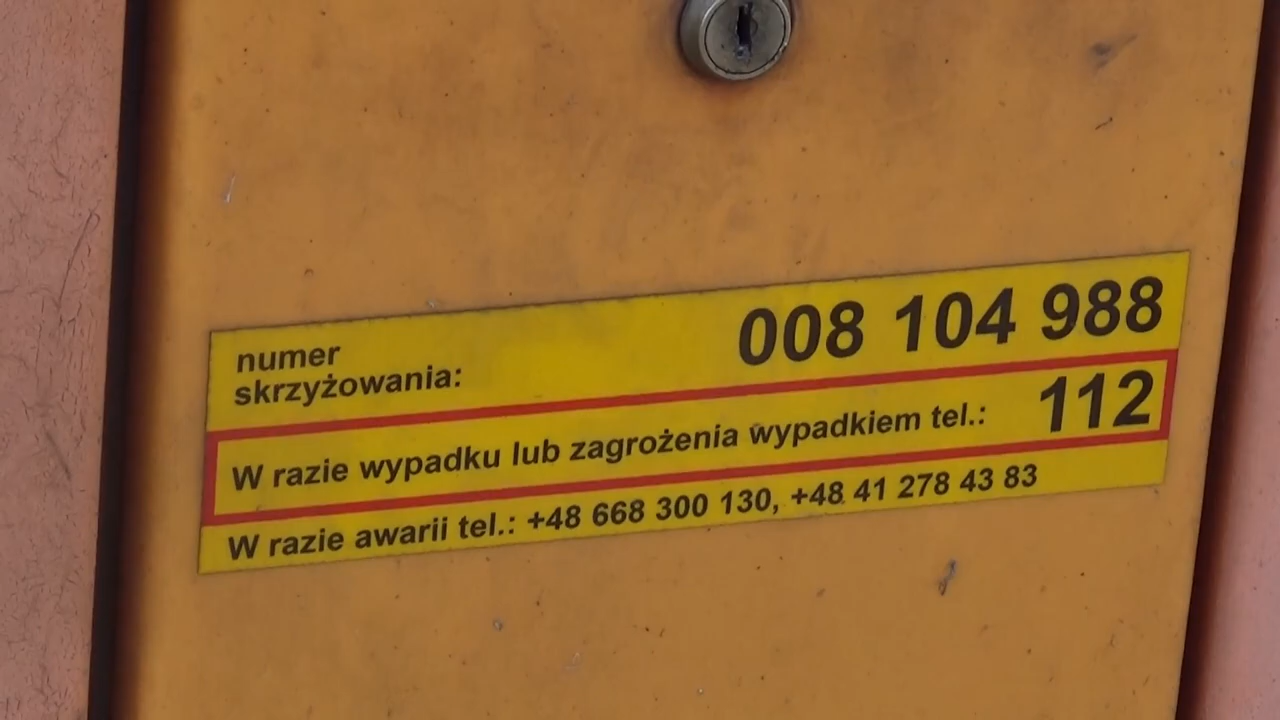 numer
skrzyżowania: 008 104 988
W razie wypadku lub zagrożenia wypadkiem tel.: 112
W razie awarii tel.: +48 668 300 130, +48 41 278 43 83